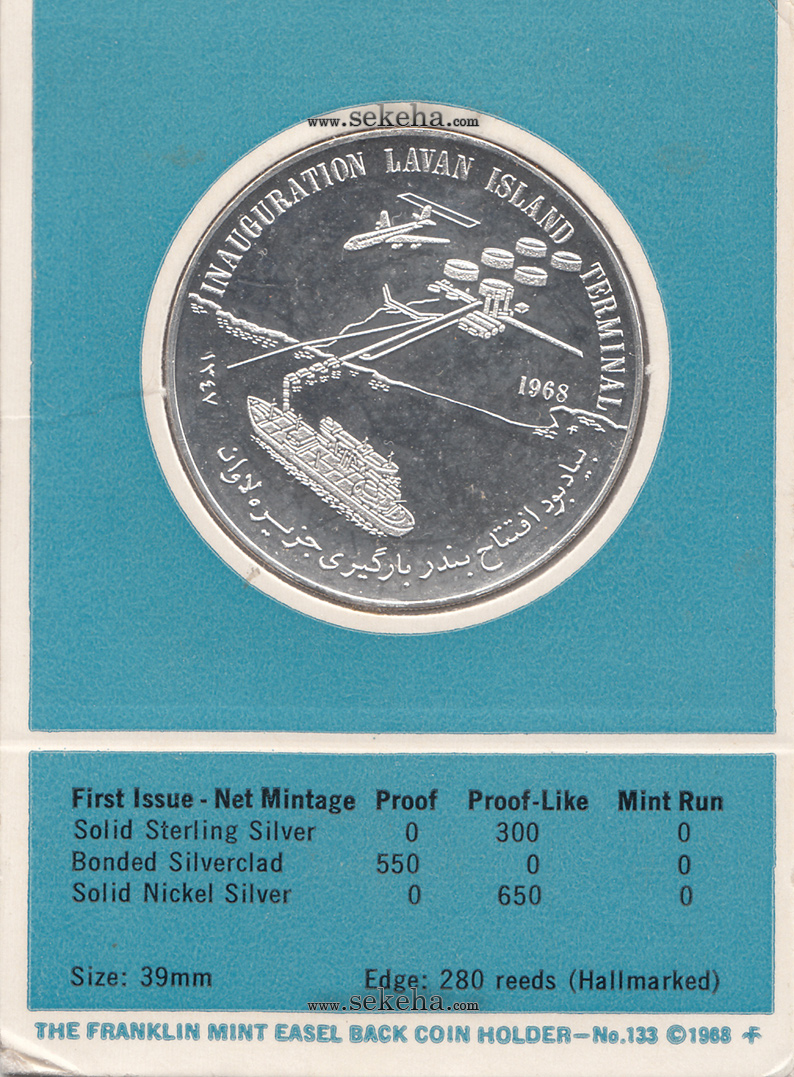 www.sekeha.com
INAUGURATION LAVAN ISLAND TERMINAL
1968
بیادبود افتتاح بندر بارگیری جزیره لاوان
First Issue - Net Mintage Proof Proof-Like Mint Run
Solid Sterling Silver 0 300 0
Bonded Silverclad 550 0 0
Solid Nickel Silver 0 650 0
Size: 39mm Edge: 280 reeds (Hallmarked)
www.sekeha.com
THE FRANKLIN MINT EASEL BACK COIN HOLDER—No.133 ©1968